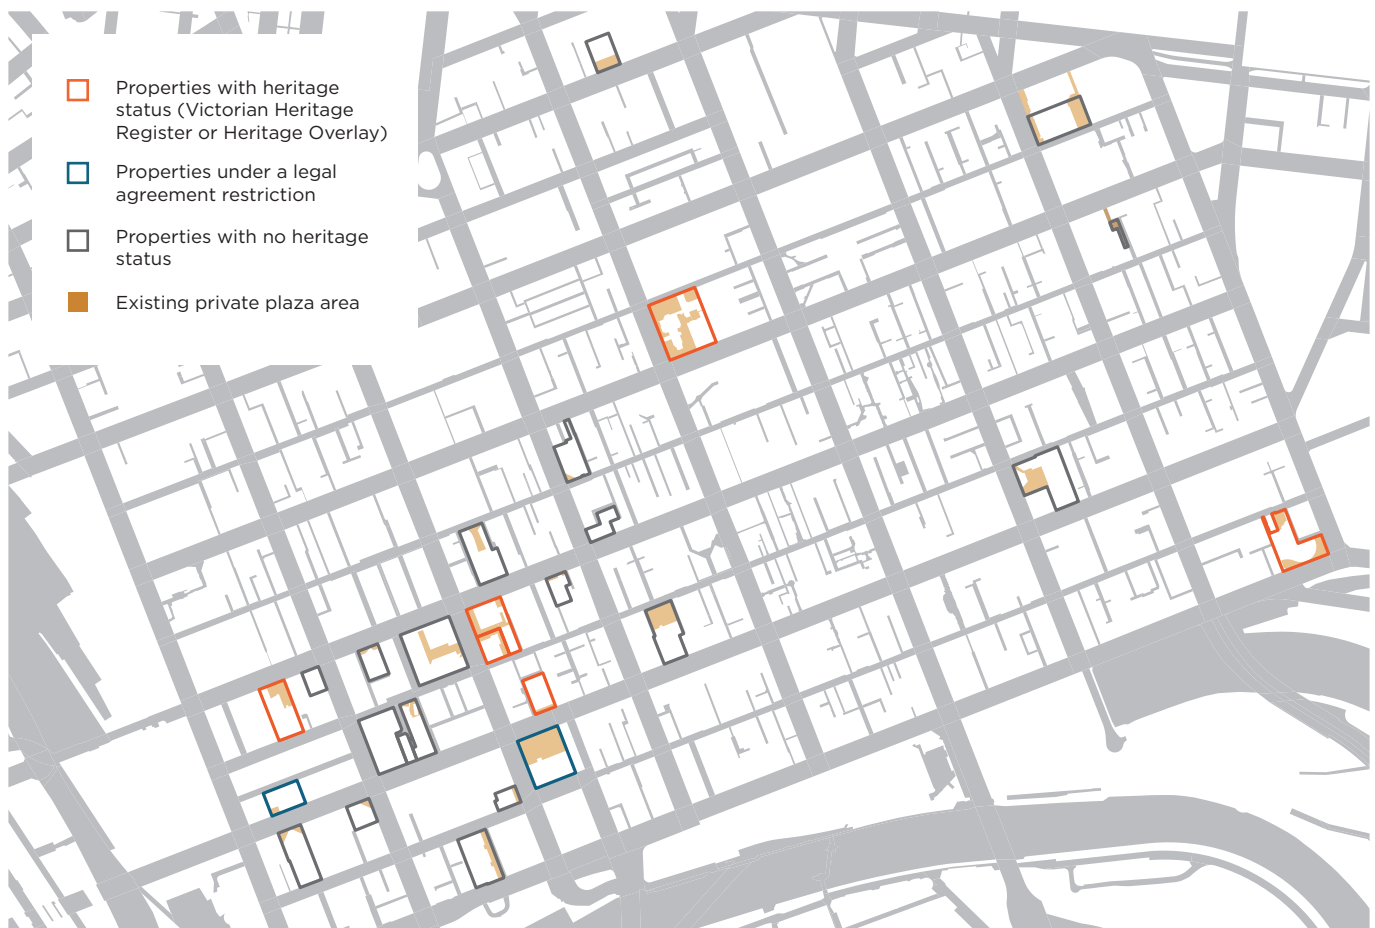 Properties with heritage
status (Victorian Heritage
Register or Heritage Overlay)
Properties under a legal
agreement restriction
Properties with no heritage
status
Existing private plaza area